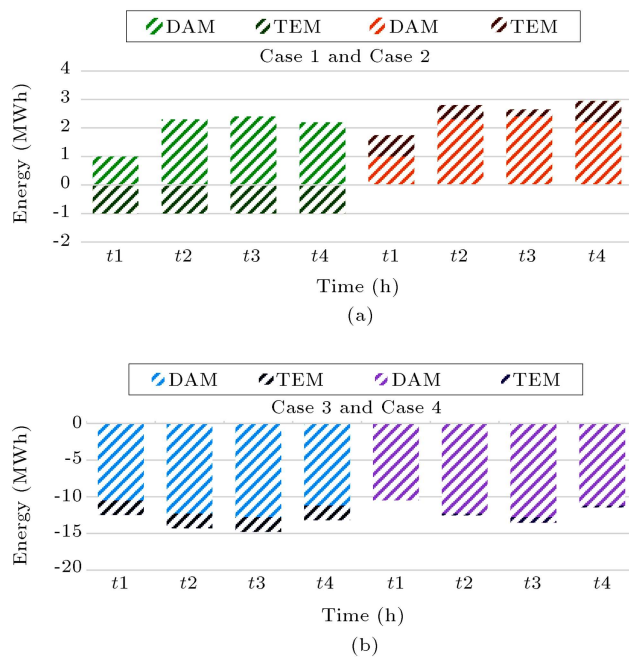 DAM TEM DAM TEM
Case 1 and Case 2
Energy (MWh)
4
3
2
1
0
-1
-2
t1 t2 t3 t4 t1 t2 t3 t4
Time (h)
(a)
DAM TEM DAM TEM
Case 3 and Case 4
Energy (MWh)
0
-5
-10
-15
-20
t1 t2 t3 t4 t1 t2 t3 t4
Time (h)
(b)